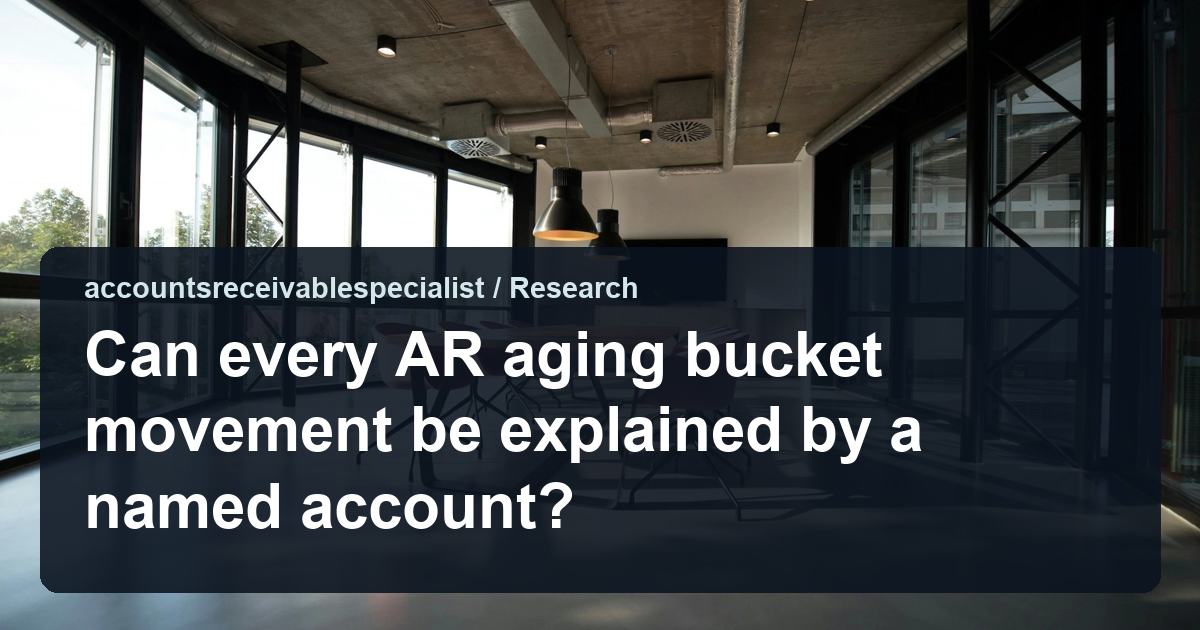 accountsreceivablespecialist / Research
Can every AR aging bucket
movement be explained by a
named account?